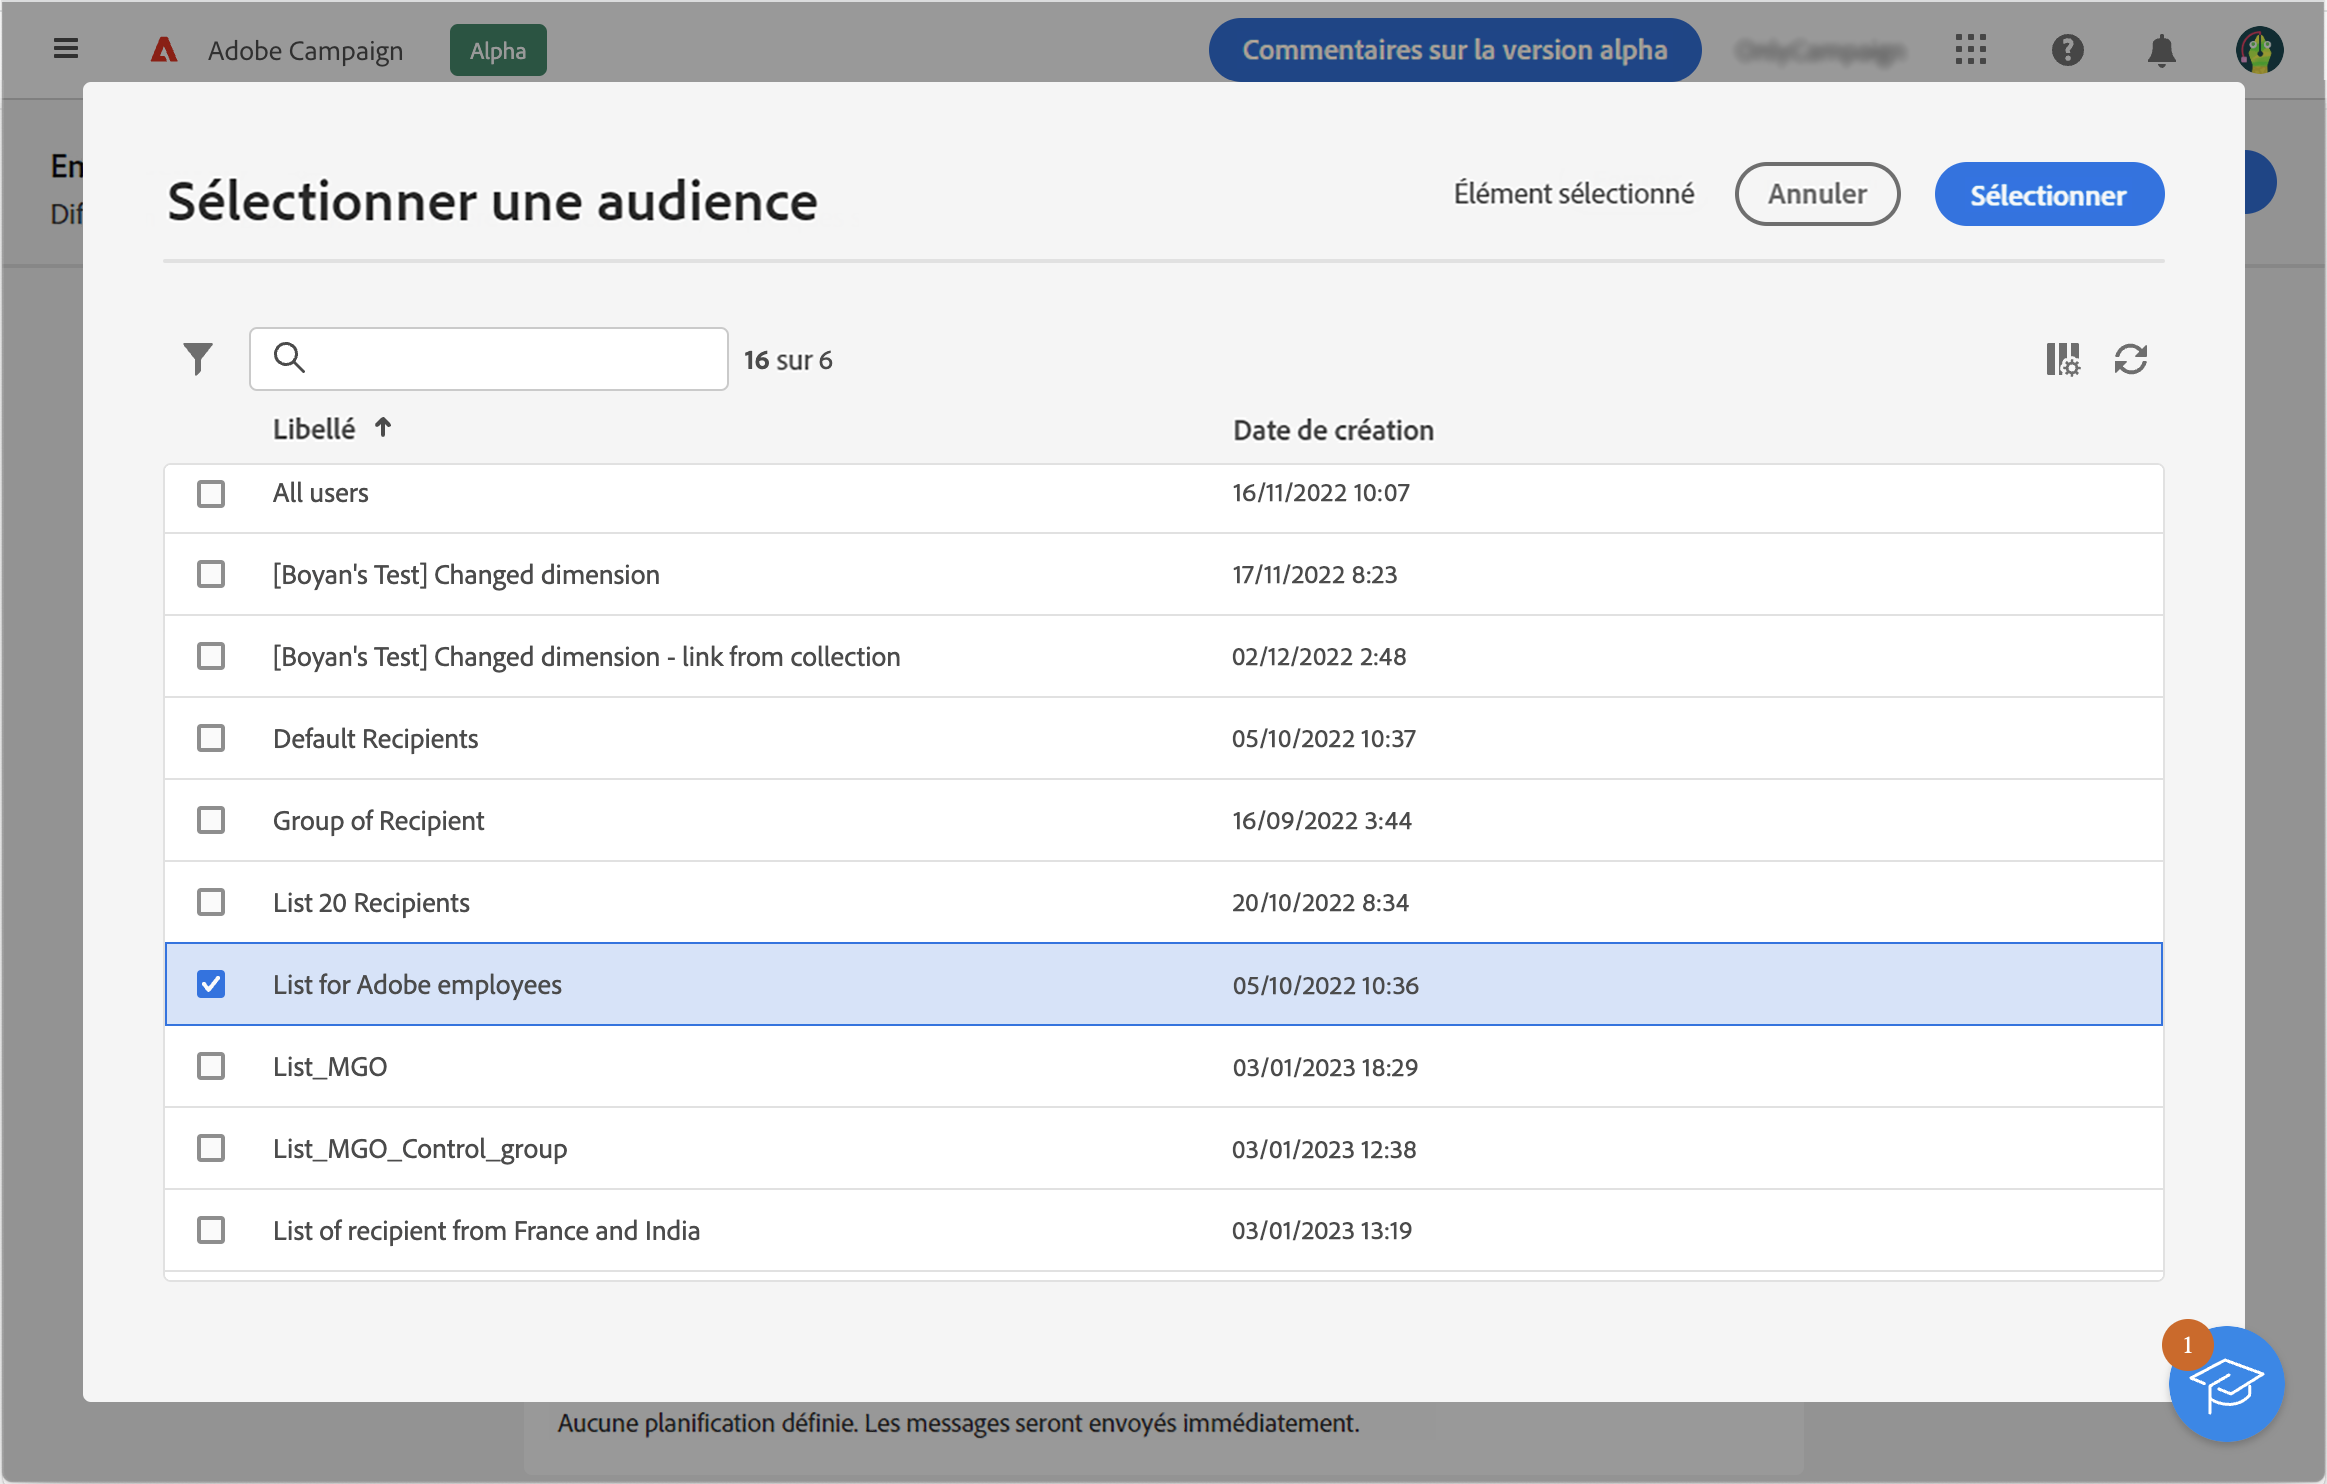 Adobe Campaign
Alpha
Commentaires sur la version alpha
En
Dif
Sélectionner une audience
Élément sélectionné
Annuler
Sélectionner
16 sur 6
Libellé
Date de création
All users
16/11/2022 10:07
[Boyan's Test] Changed dimension
17/11/2022 8:23
[Boyan's Test] Changed dimension - link from collection
02/12/2022 2:48
Default Recipients
05/10/2022 10:37
Group of Recipient
16/09/2022 3:44
List 20 Recipients
20/10/2022 8:34
List for Adobe employees
05/10/2022 10:36
List_MGO
03/01/2023 18:29
List_MGO_Control_group
03/01/2023 12:38
List of recipient from France and India
03/01/2023 13:19
1
Aucune planification définie. Les messages seront envoyés immédiatement.